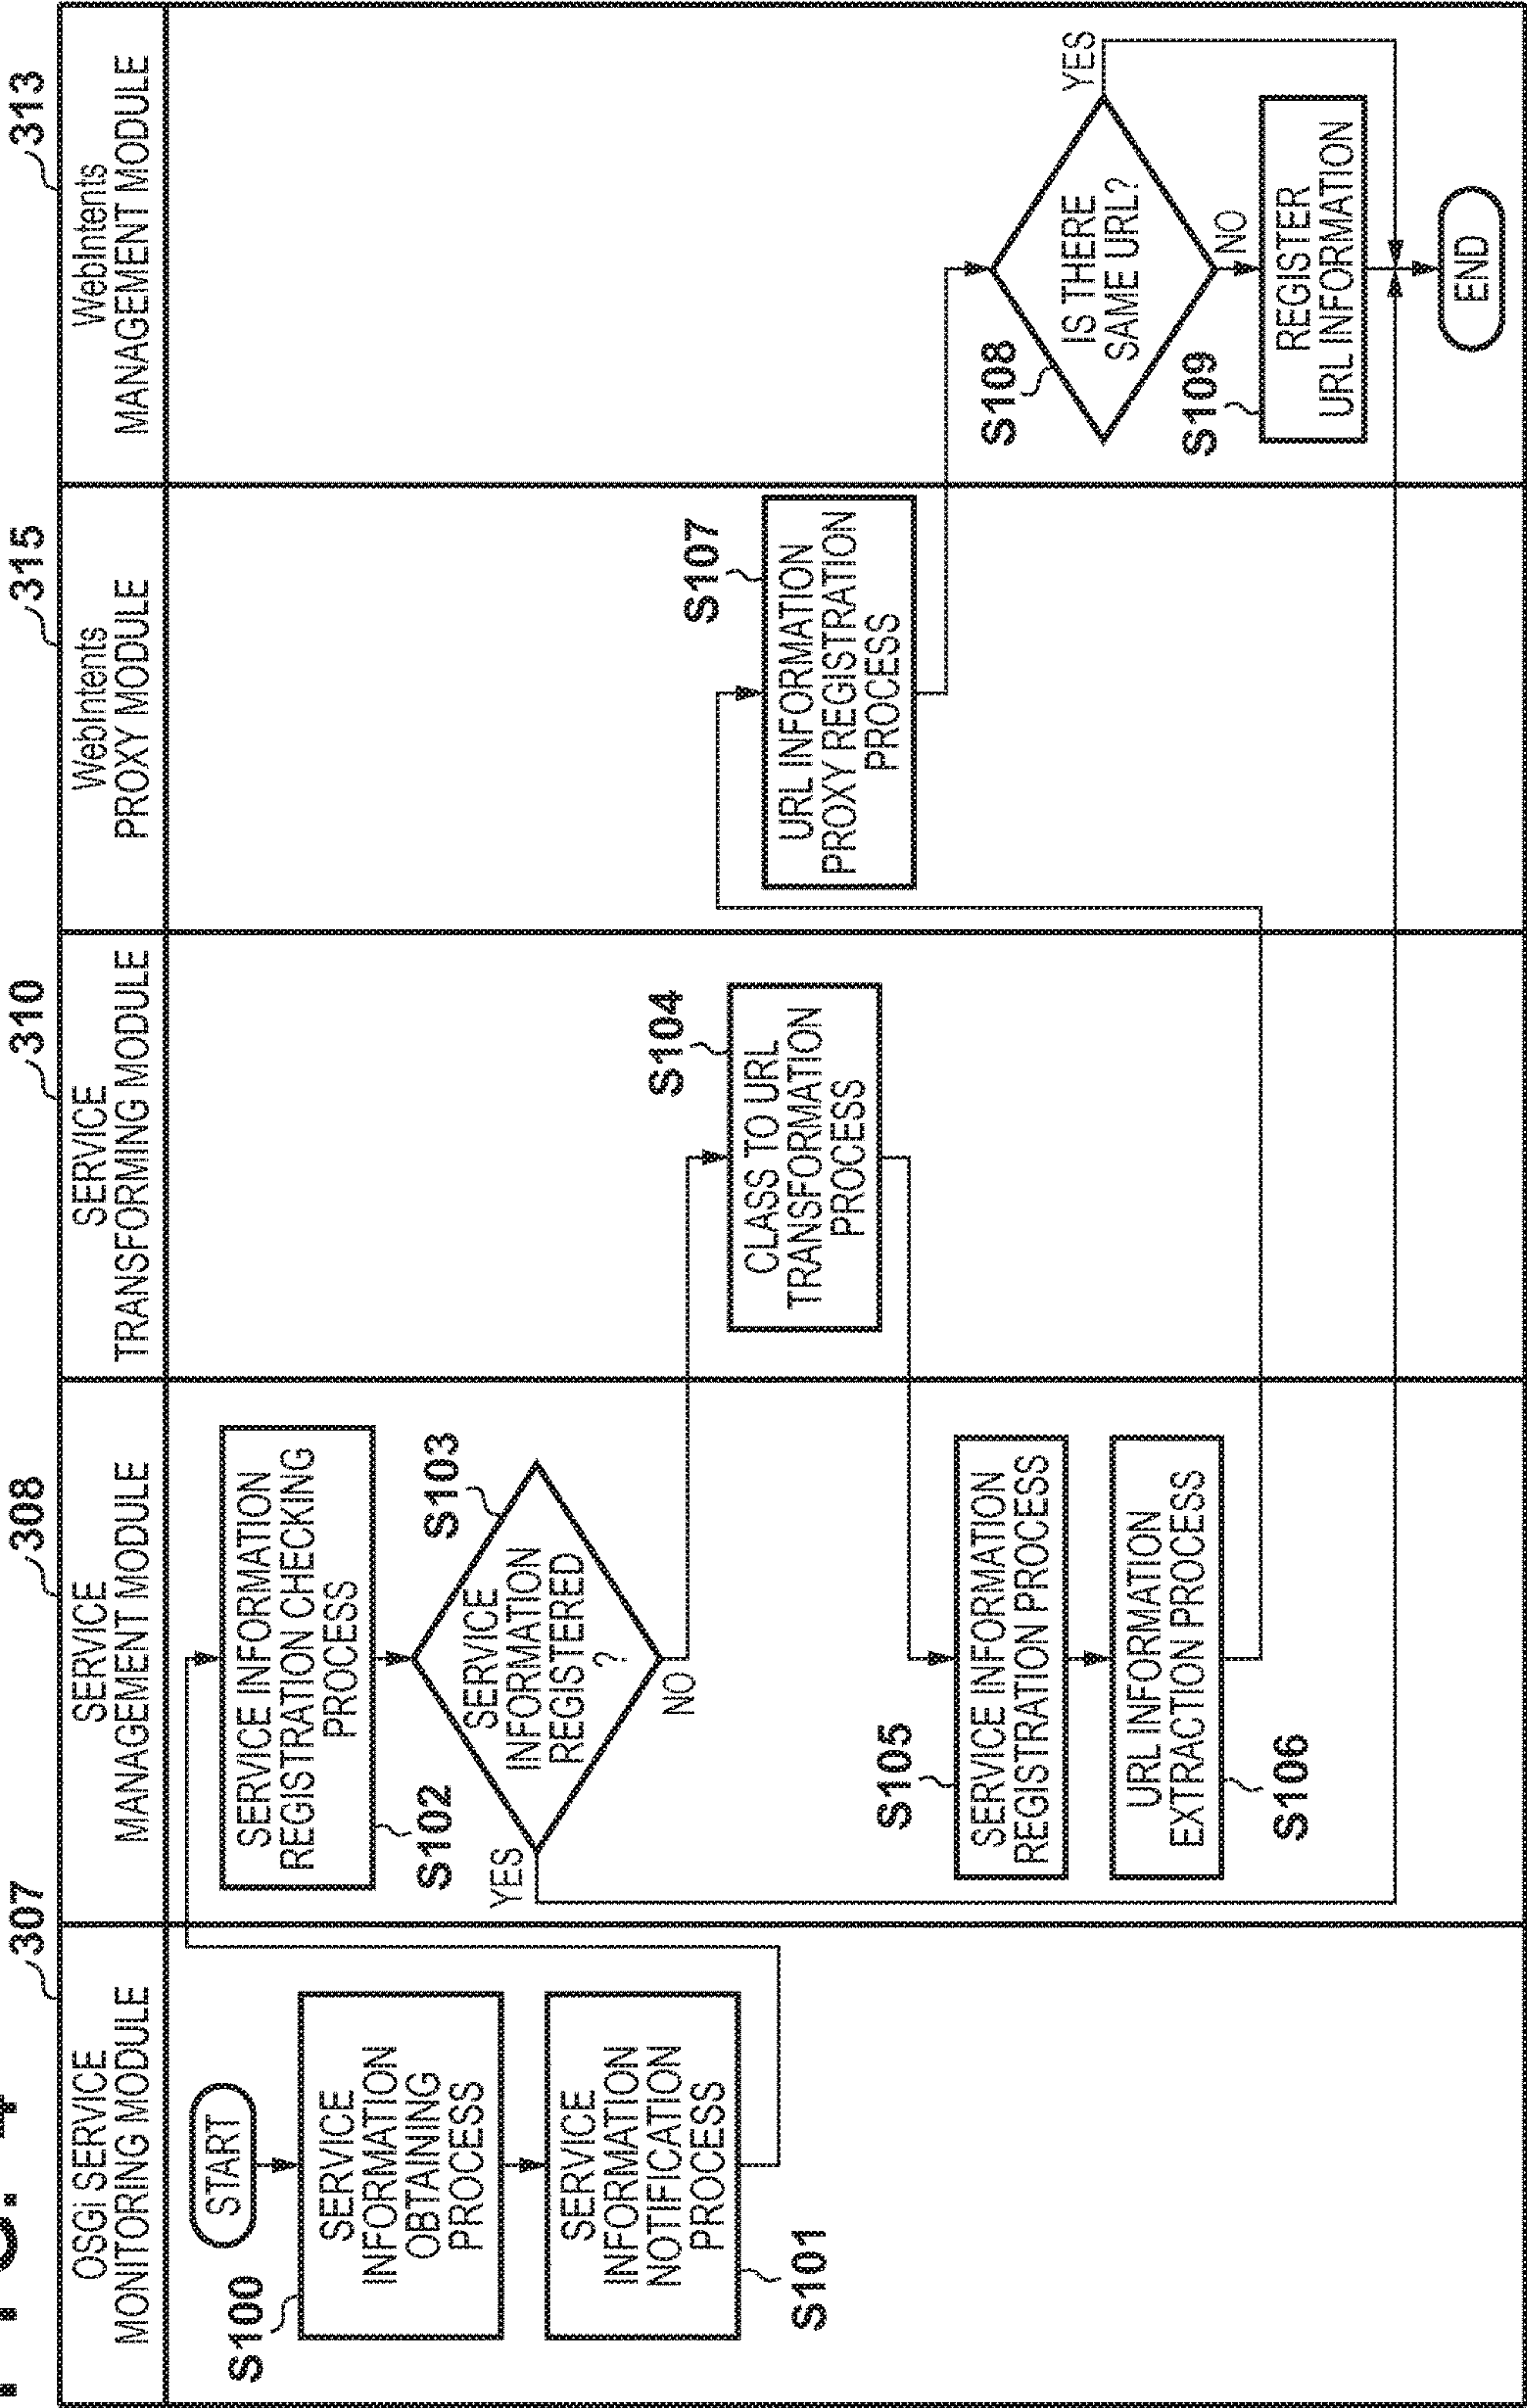 307
OSGi SERVICE
MONITORING MODULE
308
SERVICE
MANAGEMENT MODULE
310
SERVICE
TRANSFORMING MODULE
315
WebIntents
PROXY MODULE
313
WebIntents
MANAGEMENT MODULE
START
S100
SERVICE
INFORMATION
OBTAINING
PROCESS
SERVICE
INFORMATION
NOTIFICATION
PROCESS
S101
SERVICE INFORMATION
REGISTRATION CHECKING
PROCESS
S102
S103
SERVICE
INFORMATION
REGISTERED
?
YES
NO
S104
CLASS TO URL
TRANSFORMATION
PROCESS
S105
SERVICE INFORMATION
REGISTRATION PROCESS
URL INFORMATION
EXTRACTION PROCESS
S106
S107
URL INFORMATION
PROXY REGISTRATION
PROCESS
S108
IS THERE
SAME URL?
YES
NO
S109
REGISTER
URL INFORMATION
END